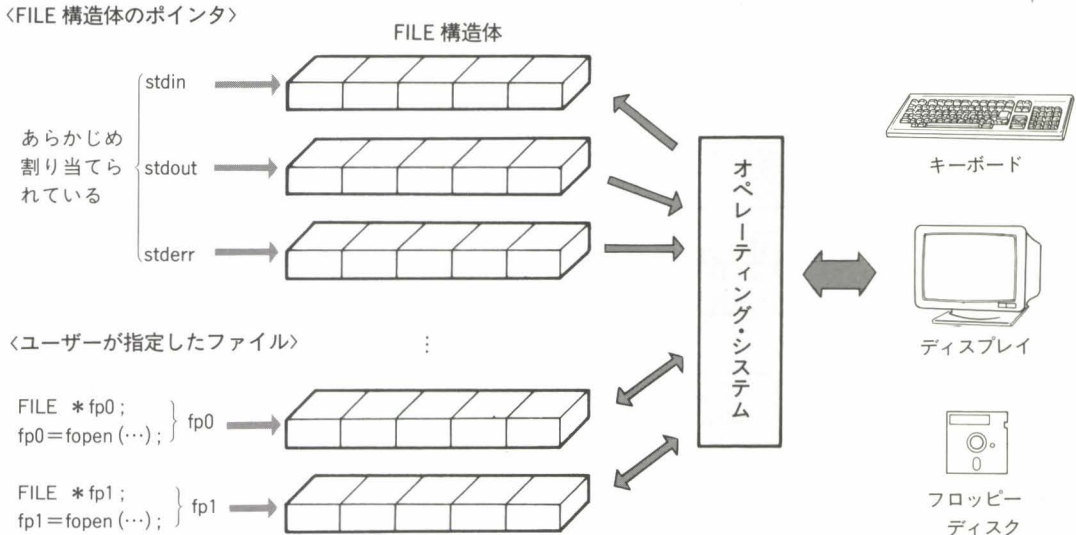 〈FILE 構造体のポインタ〉
FILE 構造体
stdin
あらかじめ
割り当てら
れている
stdout
stderr
〈ユーザーが指定したファイル〉
⋮
FILE *fp0;
fp0=fopen(…);
fp0
FILE *fp1;
fp1=fopen(…);
fp1
オペレーティング・システム
キーボード
ディスプレイ
フロッピー
ディスク